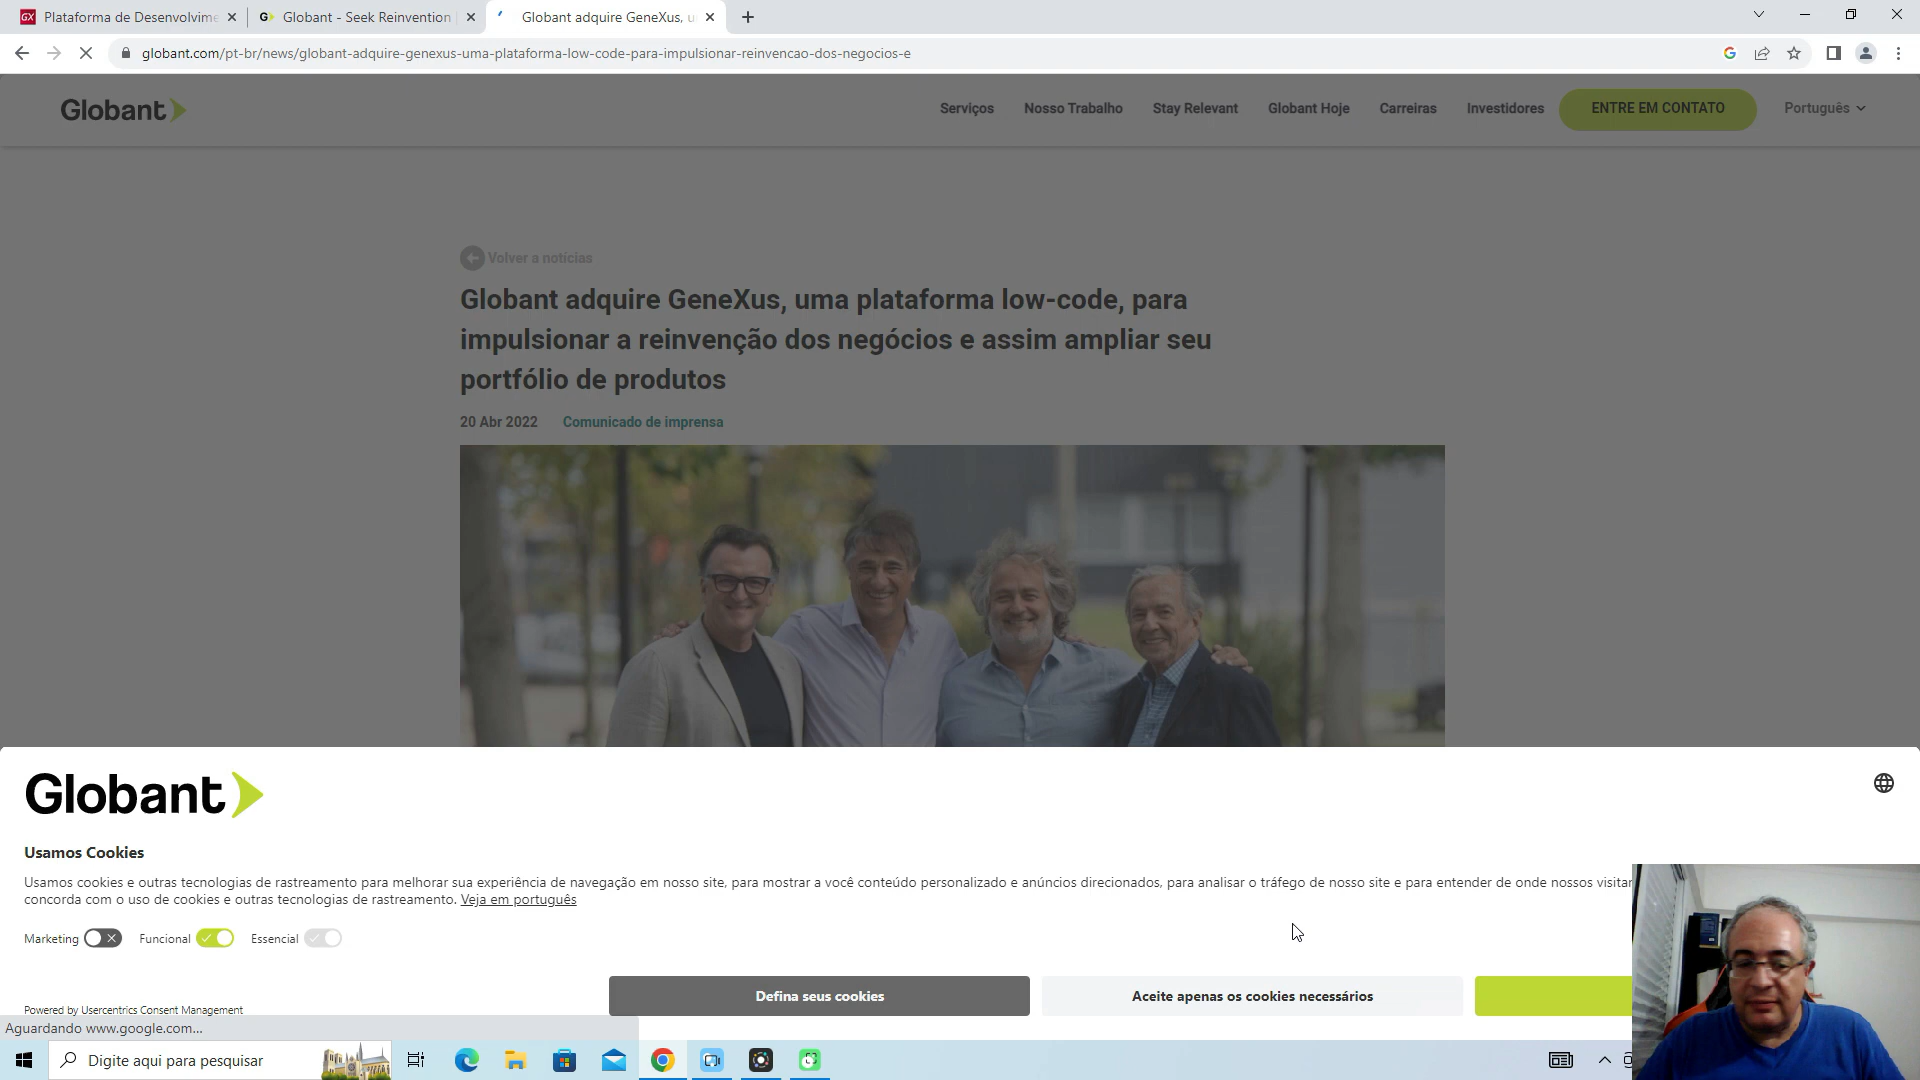 Plataforma de Desenvolvime
Globant - Seek Reinvention
Globant adquire GeneXus, u
globant.com/pt-br/news/globant-adquire-genexus-uma-plataforma-low-code-para-impulsionar-reinvencao-dos-negocios-e
Globant
Serviços
Nosso Trabalho
Stay Relevant
Globant Hoje
Carreiras
Investidores
ENTRE EM CONTATO
Português
Volver a notícias
Globant adquire GeneXus, uma plataforma low-code, para
impulsionar a reinvenção dos negócios e assim ampliar seu
portfólio de produtos
20 Abr 2022 Comunicado de imprensa
Globant
Usamos Cookies
Usamos cookies e outras tecnologias de rastreamento para melhorar sua experiência de navegação em nosso site, para mostrar a você conteúdo personalizado e anúncios direcionados, para analisar o tráfego de nosso site e para entender de onde nossos visitar
concorda com o uso de cookies e outras tecnologias de rastreamento. Veja em português
Marketing
Funcional
Essencial
Defina seus cookies
Aceite apenas os cookies necessários
Powered by Usercentrics Consent Management
Aguardando www.google.com...
Digite aqui para pesquisar